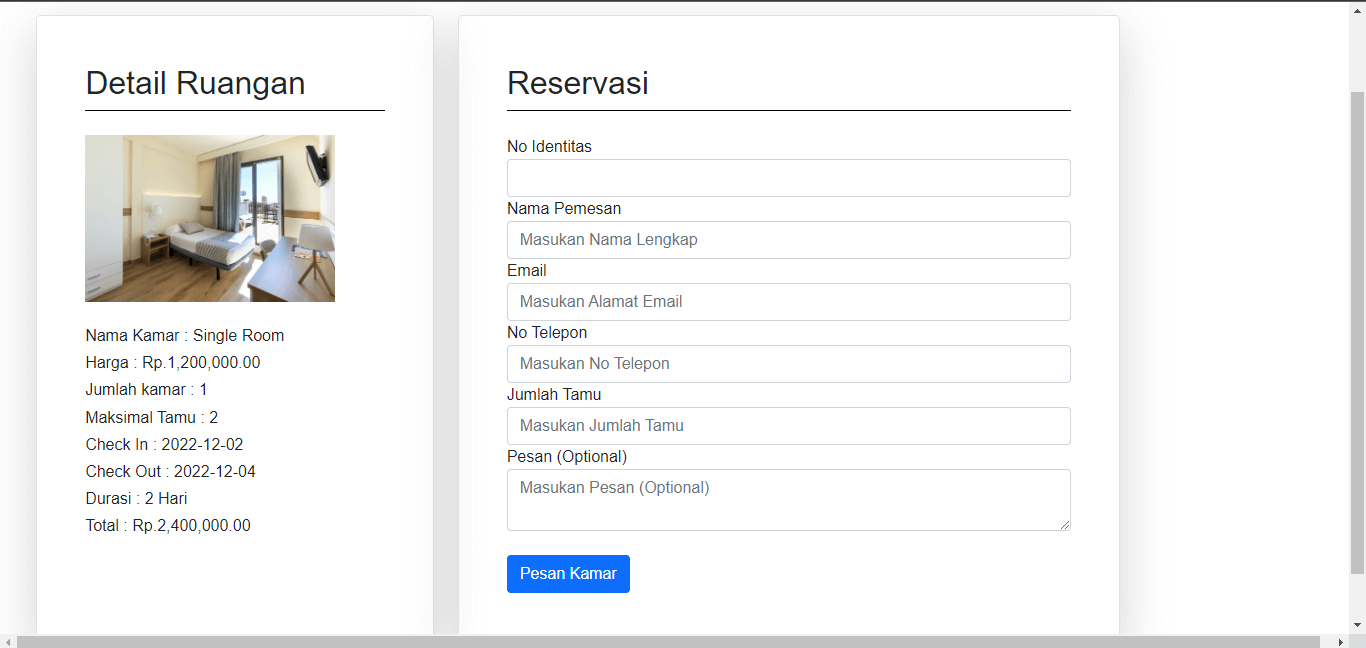 Detail Ruangan
Nama Kamar : Single Room
Harga : Rp.1,200,000.00
Jumlah kamar : 1
Maksimal Tamu : 2
Check In : 2022-12-02
Check Out : 2022-12-04
Durasi : 2 Hari
Total : Rp.2,400,000.00
Reservasi
No Identitas
Nama Pemesan
Masukan Nama Lengkap
Email
Masukan Alamat Email
No Telepon
Masukan No Telepon
Jumlah Tamu
Masukan Jumlah Tamu
Pesan (Optional)
Masukan Pesan (Optional)
Pesan Kamar